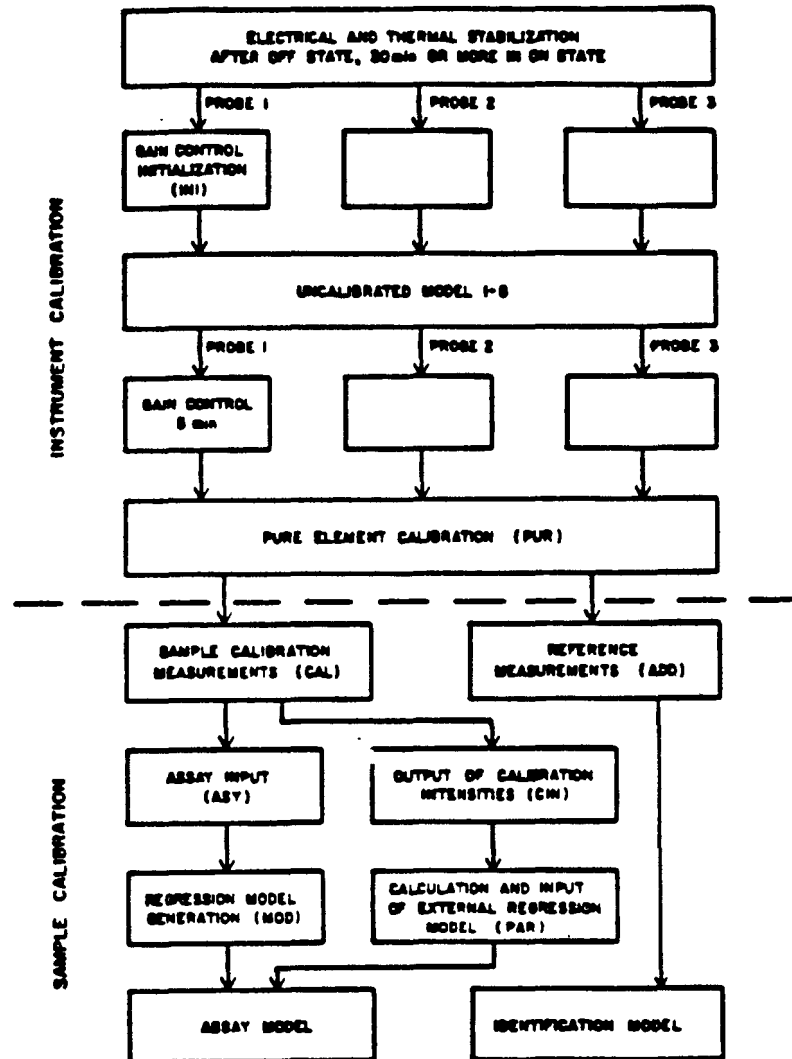 ELECTRICAL AND THERMAL STABILIZATION
AFTER OFF STATE, 30 min OR MORE IN ON STATE
PROBE 1
PROBE 2
PROBE 3
GAIN CONTROL
INITIALIZATION
(INI)
UNCALIBRATED MODEL 1-8
PROBE 1
PROBE 2
PROBE 3
GAIN CONTROL
5 min
PURE ELEMENT CALIBRATION (PUR)
INSTRUMENT CALIBRATION
SAMPLE CALIBRATION
MEASUREMENTS (CAL)
REFERENCE
MEASUREMENTS (ADD)
ASSAY INPUT
(ASY)
OUTPUT OF CALIBRATION
INTENSITIES (CIN)
REGRESSION MODEL
GENERATION (MOD)
CALCULATION AND INPUT
OF EXTERNAL REGRESSION
MODEL (PAR)
ASSAY MODEL
IDENTIFICATION MODEL
SAMPLE CALIBRATION